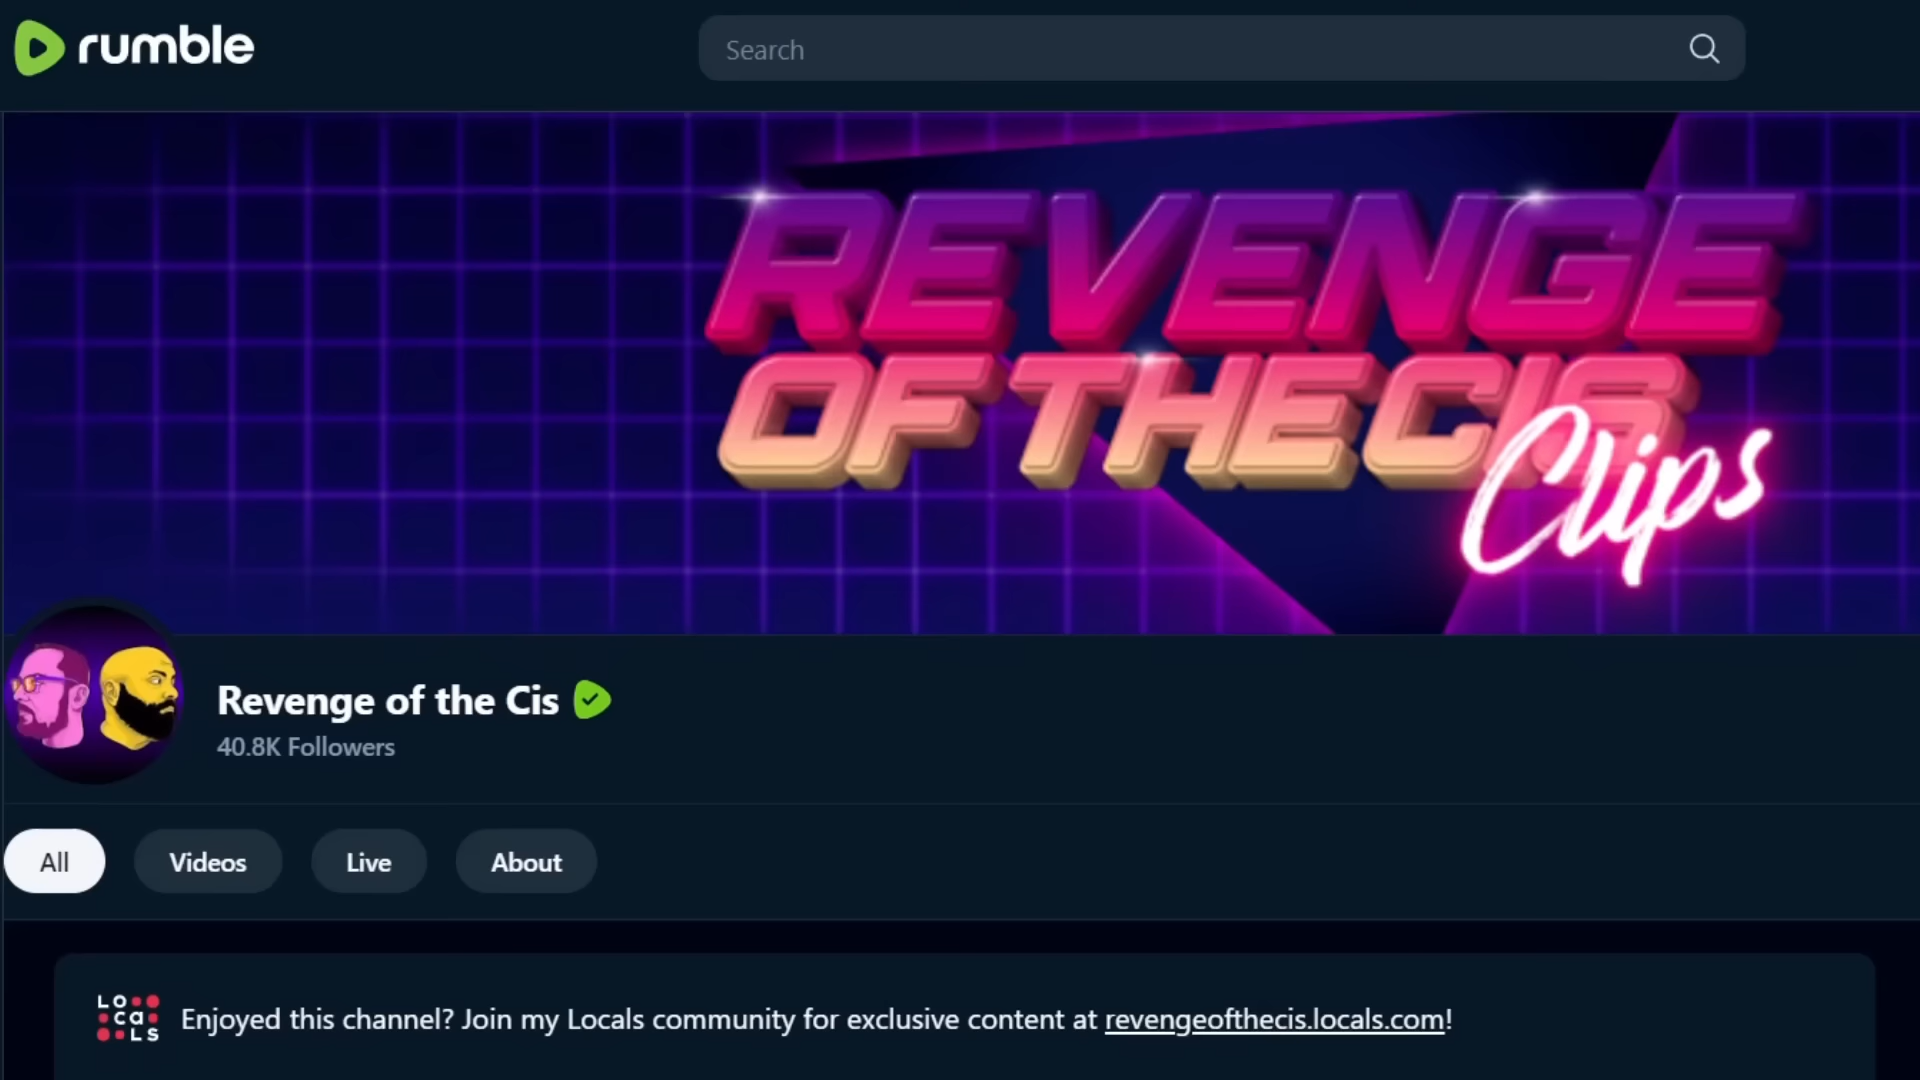 rumble
Search
REVENGE
OF THE CIS
Clips
Revenge of the Cis
40.8K Followers
All
Videos
Live
About
LOcaLS
Enjoyed this channel? Join my Locals community for exclusive content at revengeofthecis.locals.com!